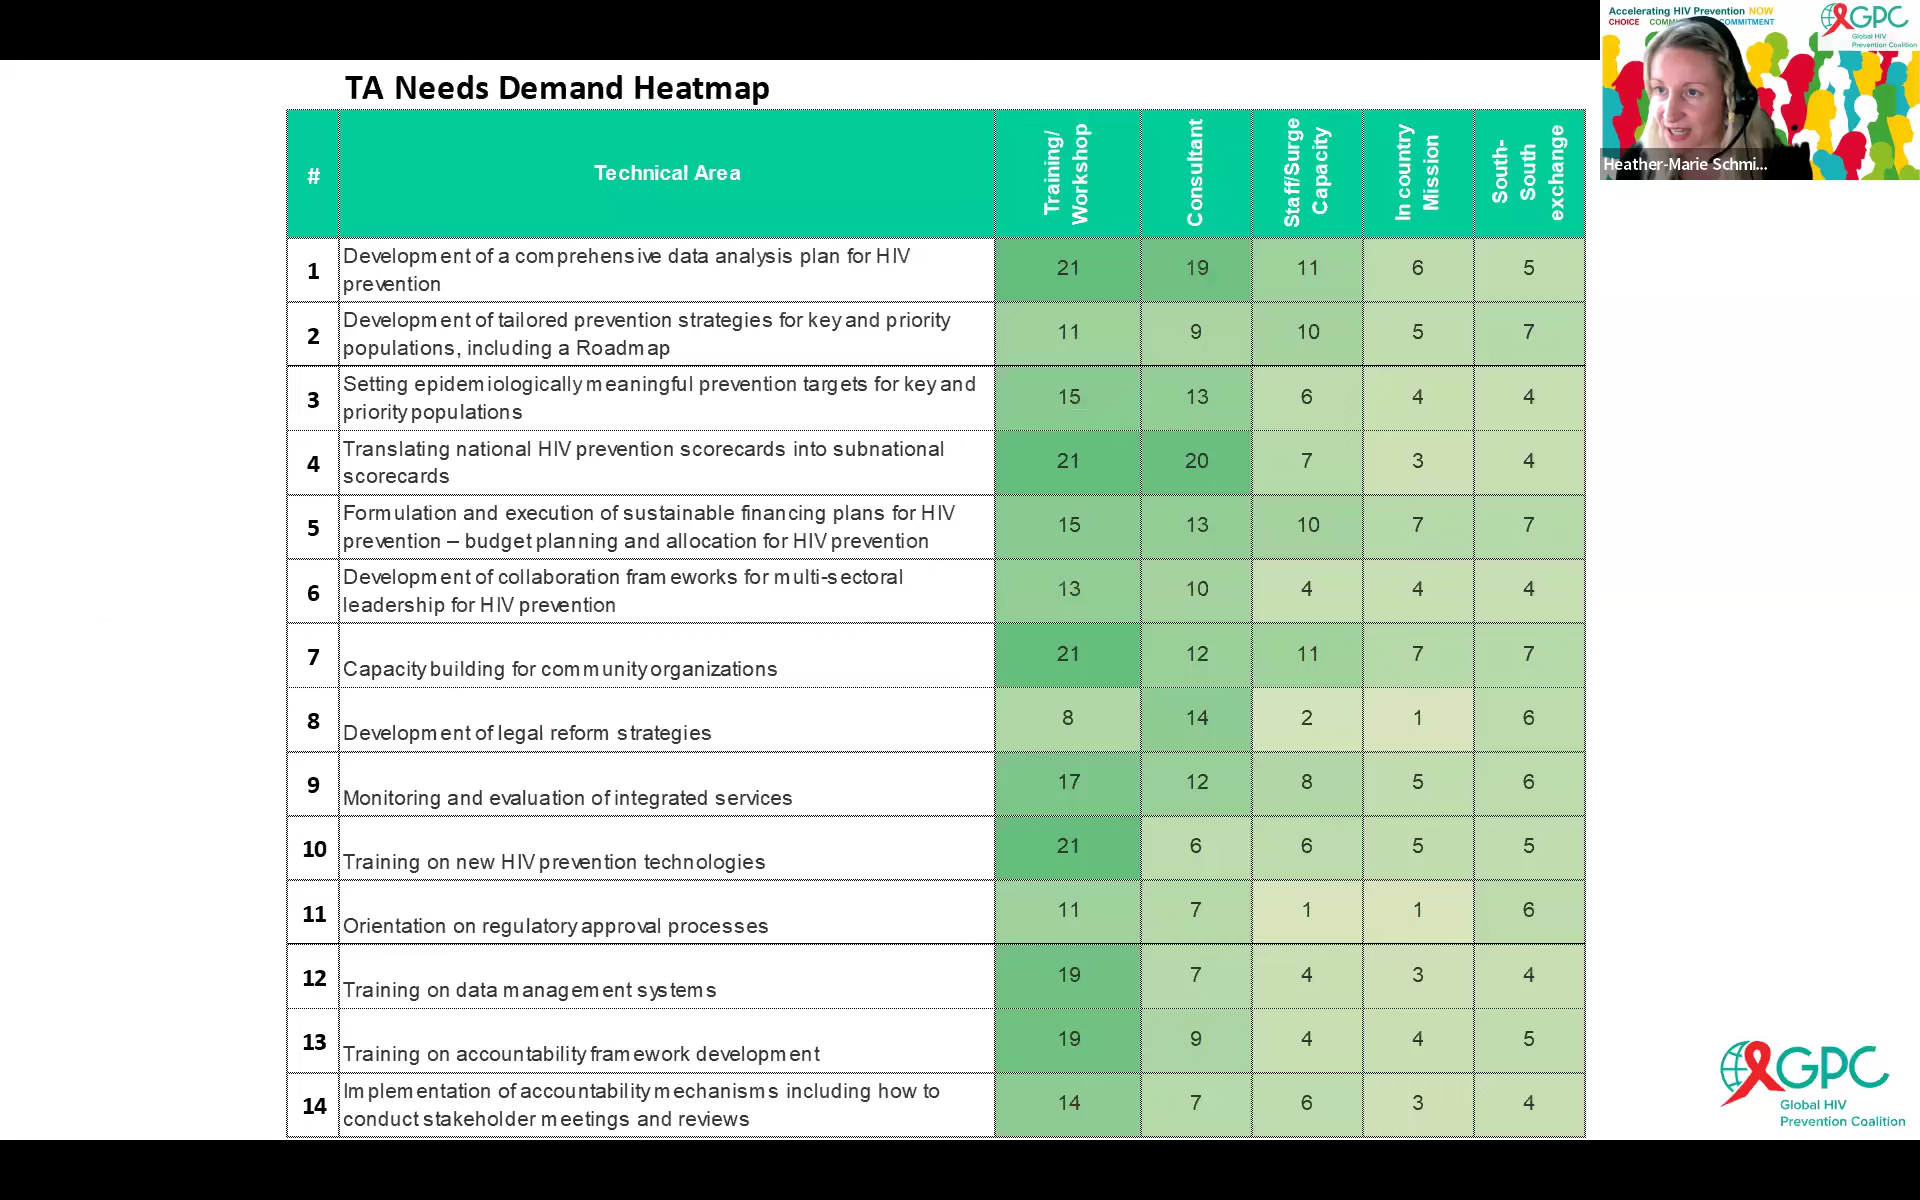 Accelerating HIV Prevention NOW
CHOICE COMMITMENT
GPC
Global HIV
Prevention Coalition
Heather-Marie Schmi...
TA Needs Demand Heatmap
# Technical Area Training/ Workshop Consultant Staff/Surge Capacity In country Mission South-South exchange
1 Development of a comprehensive data analysis plan for HIV
prevention 21 19 11 6 5
2 Development of tailored prevention strategies for key and priority
populations, including a Roadmap 11 9 10 5 7
3 Setting epidemiologically meaningful prevention targets for key and
priority populations 15 13 6 4 4
4 Translating national HIV prevention scorecards into subnational
scorecards 21 20 7 3 4
5 Formulation and execution of sustainable financing plans for HIV
prevention – budget planning and allocation for HIV prevention 15 13 10 7 7
6 Development of collaboration frameworks for multi-sectoral
leadership for HIV prevention 13 10 4 4 4
7 Capacity building for community organizations 21 12 11 7 7
8 Development of legal reform strategies 8 14 2 1 6
9 Monitoring and evaluation of integrated services 17 12 8 5 6
10 Training on new HIV prevention technologies 21 6 6 5 5
11 Orientation on regulatory approval processes 11 7 1 1 6
12 Training on data management systems 19 7 4 3 4
13 Training on accountability framework development 19 9 4 4 5
14 Implementation of accountability mechanisms including how to
conduct stakeholder meetings and reviews 14 7 6 3 4
GPC
Global HIV
Prevention Coalition